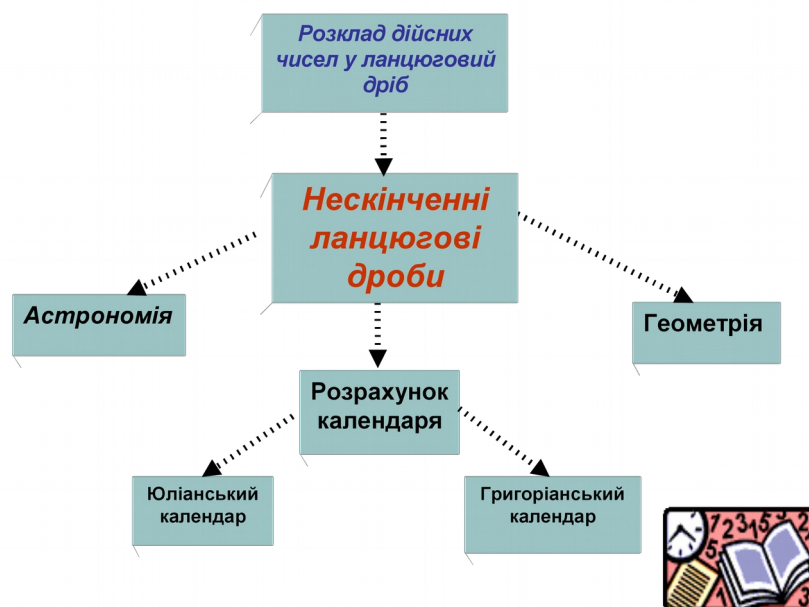 Розклад дійсних
чисел у ланцюговий
дріб
Нескінченні
ланцюгові
дроби
Астрономія
Геометрія
Розрахунок
календаря
Юліанський
календар
Григоріанський
календар